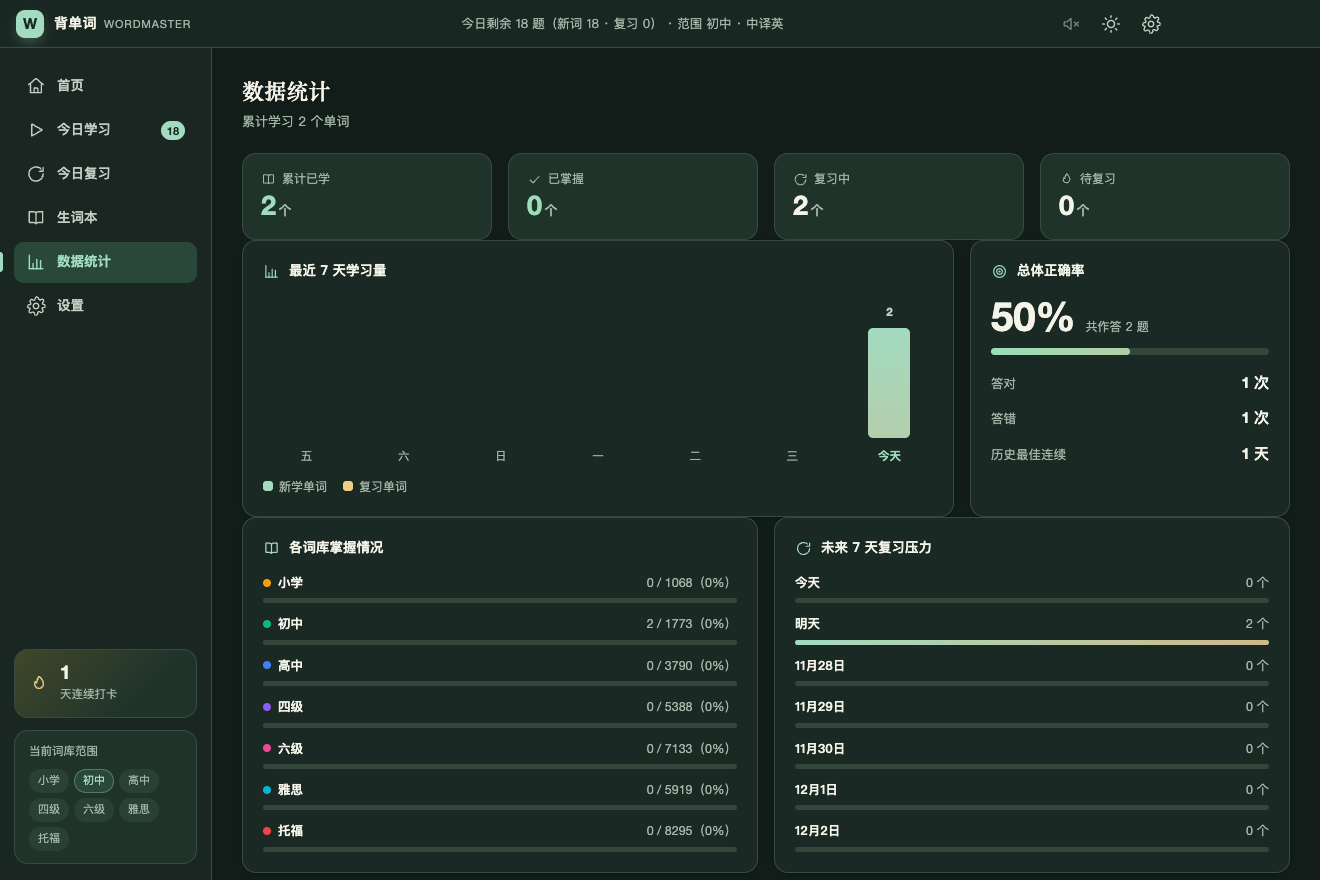 W 背单词 WORDMASTER
今日剩余 18 题（新词 18 · 复习 0） · 范围 初中 · 中译英
首页
今日学习 18
今日复习
生词本
数据统计
设置
1
天连续打卡
当前词库范围
小学 初中 高中
四级 六级 雅思
托福
数据统计
累计学习 2 个单词
累计已学
2个
已掌握
0个
复习中
2个
待复习
0个
最近 7 天学习量
2
五 六 日 一 二 三 今天
新学单词 复习单词
总体正确率
50% 共作答 2 题
答对 1 次
答错 1 次
历史最佳连续 1 天
各词库掌握情况
小学 0 / 1068（0%）
初中 2 / 1773（0%）
高中 0 / 3790（0%）
四级 0 / 5388（0%）
六级 0 / 7133（0%）
雅思 0 / 5919（0%）
托福 0 / 8295（0%）
未来 7 天复习压力
今天 0 个
明天 2 个
11月28日 0 个
11月29日 0 个
11月30日 0 个
12月1日 0 个
12月2日 0 个